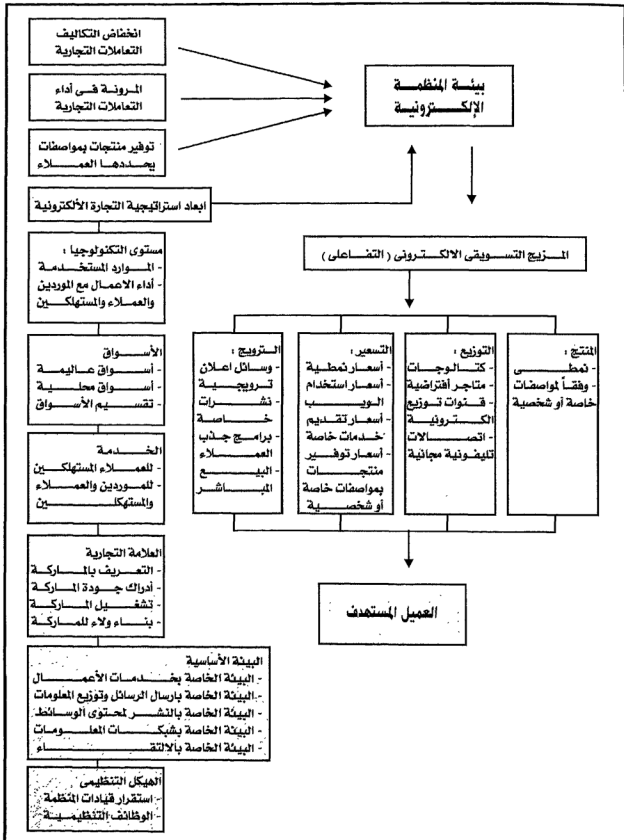 انخفاض التكاليف
التعاملات التجارية
المرونة فى أداء
التعاملات التجارية
توفير منتجات بمواصفات
يحددها العملاء
بيئة المنظمة
الإلكترونية
ابعاد استراتيجية التجارة الألكترونية
مستوى التكنولوجيا :
- الموارد المستخدمة
- أداء الاعمال مع الموردين
والعملاء والمستهلكين
الأسواق
- أسواق عالمية
- أسواق محلية
- تقسيم الأسواق
الخدمة
- للعملاء المستهلكين
- للموردين والعملاء
والمستهكلين
العلامة التجارية
- التعريف بالماركة
- أدراك جودة الماركة
- تشغيل الماركة
- بناء ولاء للماركة
البيئة الأساسية
- البيئة الخاصة بخدمات الأعمال
- البيئة الخاصة بارسال الرسائل وتوزيع المعلومات
- البيئة الخاصة بالنشر لمحتوى الوسائط
- البيئة الخاصة بشبكات المعلومات
- البيئة الخاصة بالالتقاء
الهيكل التنظيمى
- استقرار قيادات المنظمة
- الوظائف التنظيمية
المزيج التسويقى الالكترونى ( التفاعلى )
المنتج :
- نمطى
- وفقاً لمواصفات
خاصة أو شخصية
التوزيع :
- كتالوجات
- متاجر أفتراضية
- قنوات توزيع
الكترونية
- اتصالات
تليفونية مجانية
التسعير :
- أسعار نمطية
- أسعار استخدام
الويب
- أسعار تقديم
خدمات خاصة
- أسعار توفير
منتجات
بمواصفات خاصة
أو شخصية
الترويج :
- وسائل اعلان
ترويجية
- نشرات
خاصة
- برامج جذب
العملاء
- البيع
المباشر
العميل المستهدف